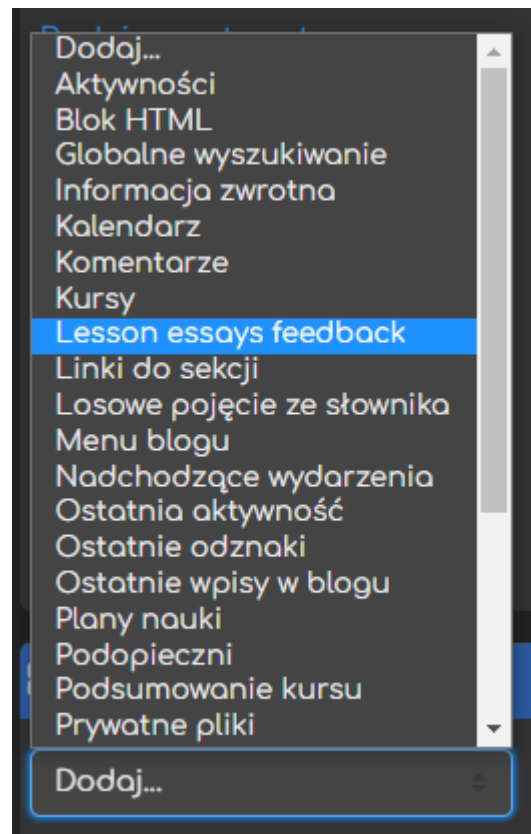 Dodaj...
Aktywności
Blok HTML
Globalne wyszukiwanie
Informacja zwrotna
Kalendarz
Komentarze
Kursy
Lesson essays feedback
Linki do sekcji
Losowe pojęcie ze słownika
Menu blogu
Nadchodzące wydarzenia
Ostatnia aktywność
Ostatnie odznaki
Ostatnie wpisy w blogu
Plany nauki
Podopieczni
Podsumowanie kursu
Prywatne pliki
Dodaj...